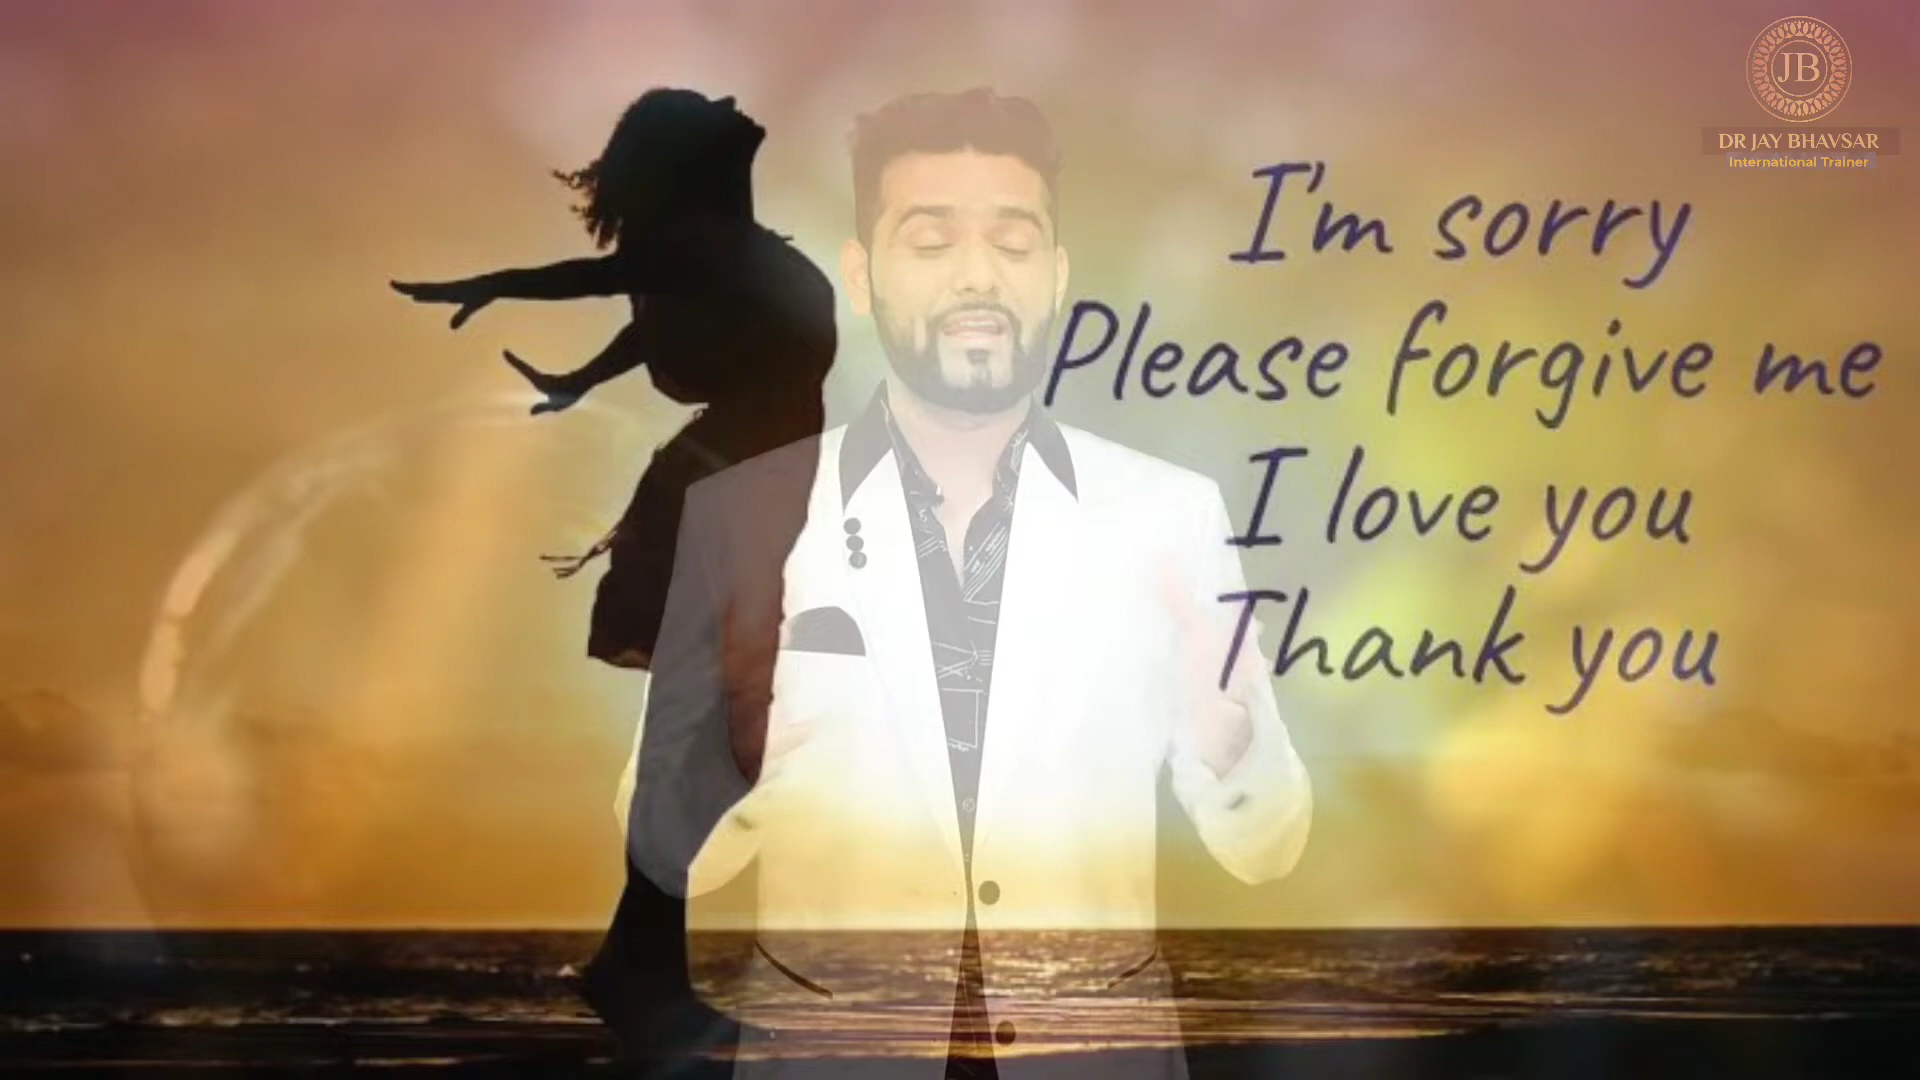 JB
DR JAY BHAVSAR
International Trainer
I'm sorry
Please forgive me
I love you
Thank you